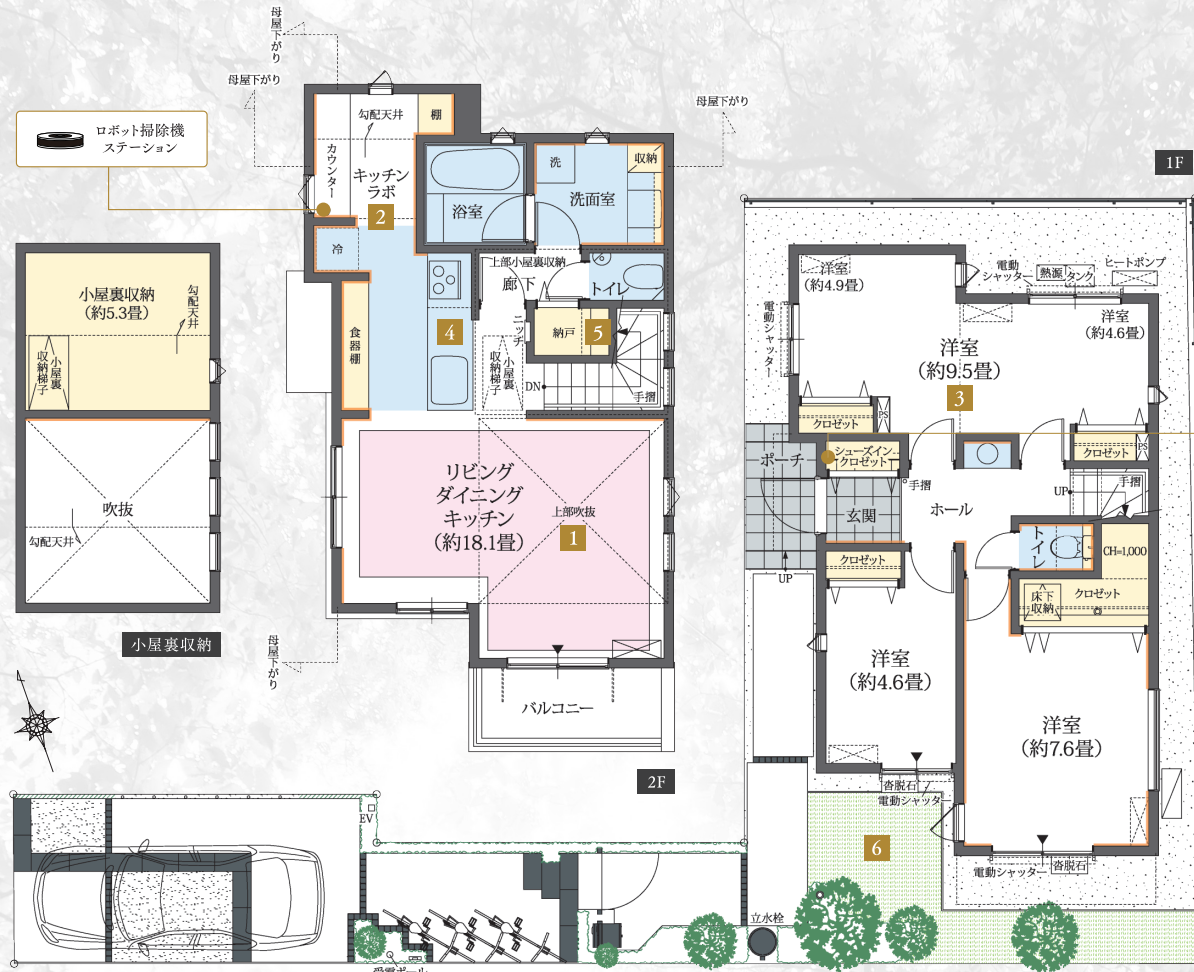 母屋下がり
母屋下がり
母屋下がり
ロボット掃除機
ステーション
勾配天井
棚
カウンター
キッチン
ラボ
2
浴室
洗
収納
洗面室
冷
上部小屋裏収納
廊下
トイレ
食器棚
4
ニッチ
納戸
5
小屋裏
収納梯子
DN
手摺
リビング
ダイニング
キッチン
(約18.1畳)
上部吹抜
1
バルコニー
母屋下がり
2F
小屋裏収納
(約5.3畳)
勾配天井
小屋裏
収納梯子
吹抜
勾配天井
小屋裏収納
1F
洋室
(約4.9畳)
電動
シャッター
熱源
タンク
ヒートポンプ
電動シャッター
洋室
(約4.6畳)
洋室
(約9.5畳)
3
クロゼット
PS
クロゼット
PS
ポーチ
シューズイン
クロゼット
手摺
玄関
ホール
UP
手摺
UP
クロゼット
トイレ
CH=1,000
床下
収納
クロゼット
洋室
(約4.6畳)
洋室
(約7.6畳)
沓脱石
電動シャッター
電動シャッター
沓脱石
6
EV
立水栓
受電ポール